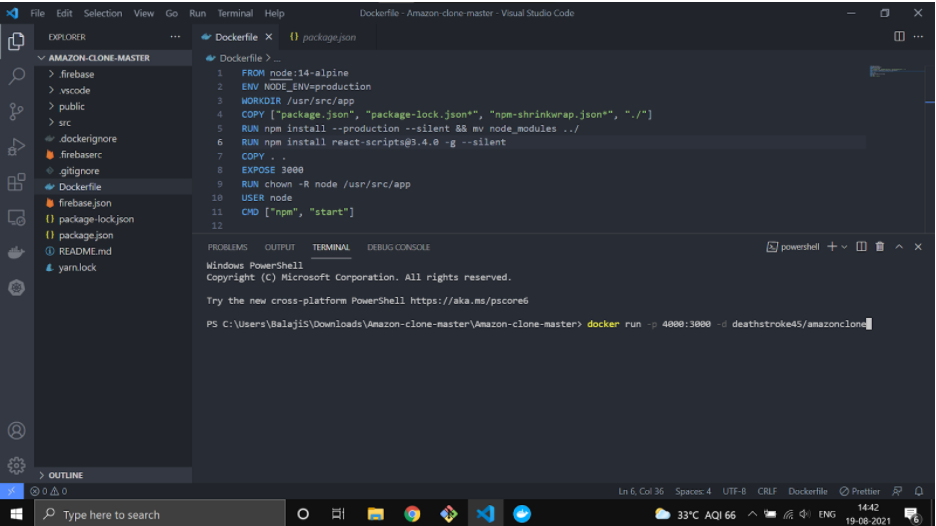 File Edit Selection View Go Run Terminal Help
Dockerfile - Amazon-clone-master - Visual Studio Code
EXPLORER
AMAZON-CLONE-MASTER
.firebase
.vscode
public
src
.dockerignore
.firebaserc
.gitignore
Dockerfile
firebase.json
package-lock.json
package.json
README.md
yarn.lock
OUTLINE
Dockerfile
package.json
Dockerfile > ...
1 FROM node:14-alpine
2 ENV NODE_ENV=production
3 WORKDIR /usr/src/app
4 COPY ["package.json", "package-lock.json*", "npm-shrinkwrap.json*", "./"]
5 RUN npm install --production --silent && mv node_modules ../
6 RUN npm install react-scripts@3.4.0 -g --silent
7 COPY . .
8 EXPOSE 3000
9 RUN chown -R node /usr/src/app
10 USER node
11 CMD ["npm", "start"]
12
PROBLEMS OUTPUT TERMINAL DEBUG CONSOLE
powershell
Windows PowerShell
Copyright (C) Microsoft Corporation. All rights reserved.
Try the new cross-platform PowerShell https://aka.ms/pscore6
PS C:\Users\BalajiS\Downloads\Amazon-clone-master\Amazon-clone-master> docker run -p 4000:3000 -d deathstroke45/amazonclone
0 0
Ln 6, Col 36 Spaces: 4 UTF-8 CRLF Dockerfile Prettier
Type here to search
33°C AQI 66
ENG
14:42
19-08-2021
6